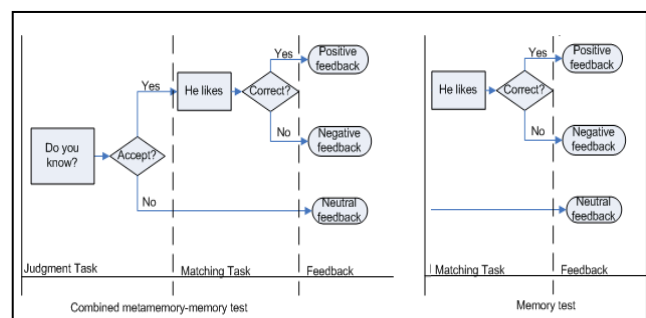 Yes
Positive
feedback
Yes
He likes
Correct?
No
Negative
feedback
Do you
know?
Accept?
No
Neutral
feedback
Judgment Task
Matching Task
Feedback
Combined metamemory-memory test
Yes
Positive
feedback
He likes
Correct?
No
Negative
feedback
Neutral
feedback
Matching Task
Feedback
Memory test